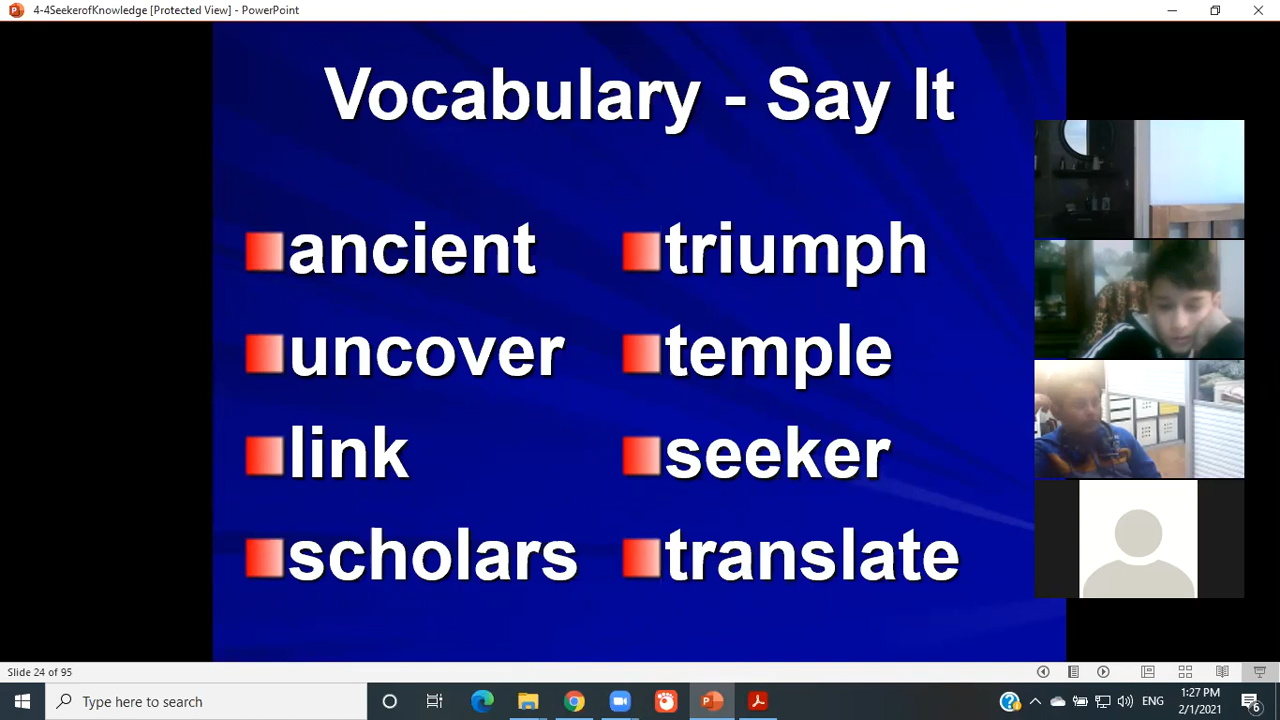 4-4SeekerofKnowledge [Protected View] - PowerPoint
Vocabulary - Say It
ancient
uncover
link
scholars
triumph
temple
seeker
translate
Slide 24 of 95
Type here to search
ENG
1:27 PM
2/1/2021
6